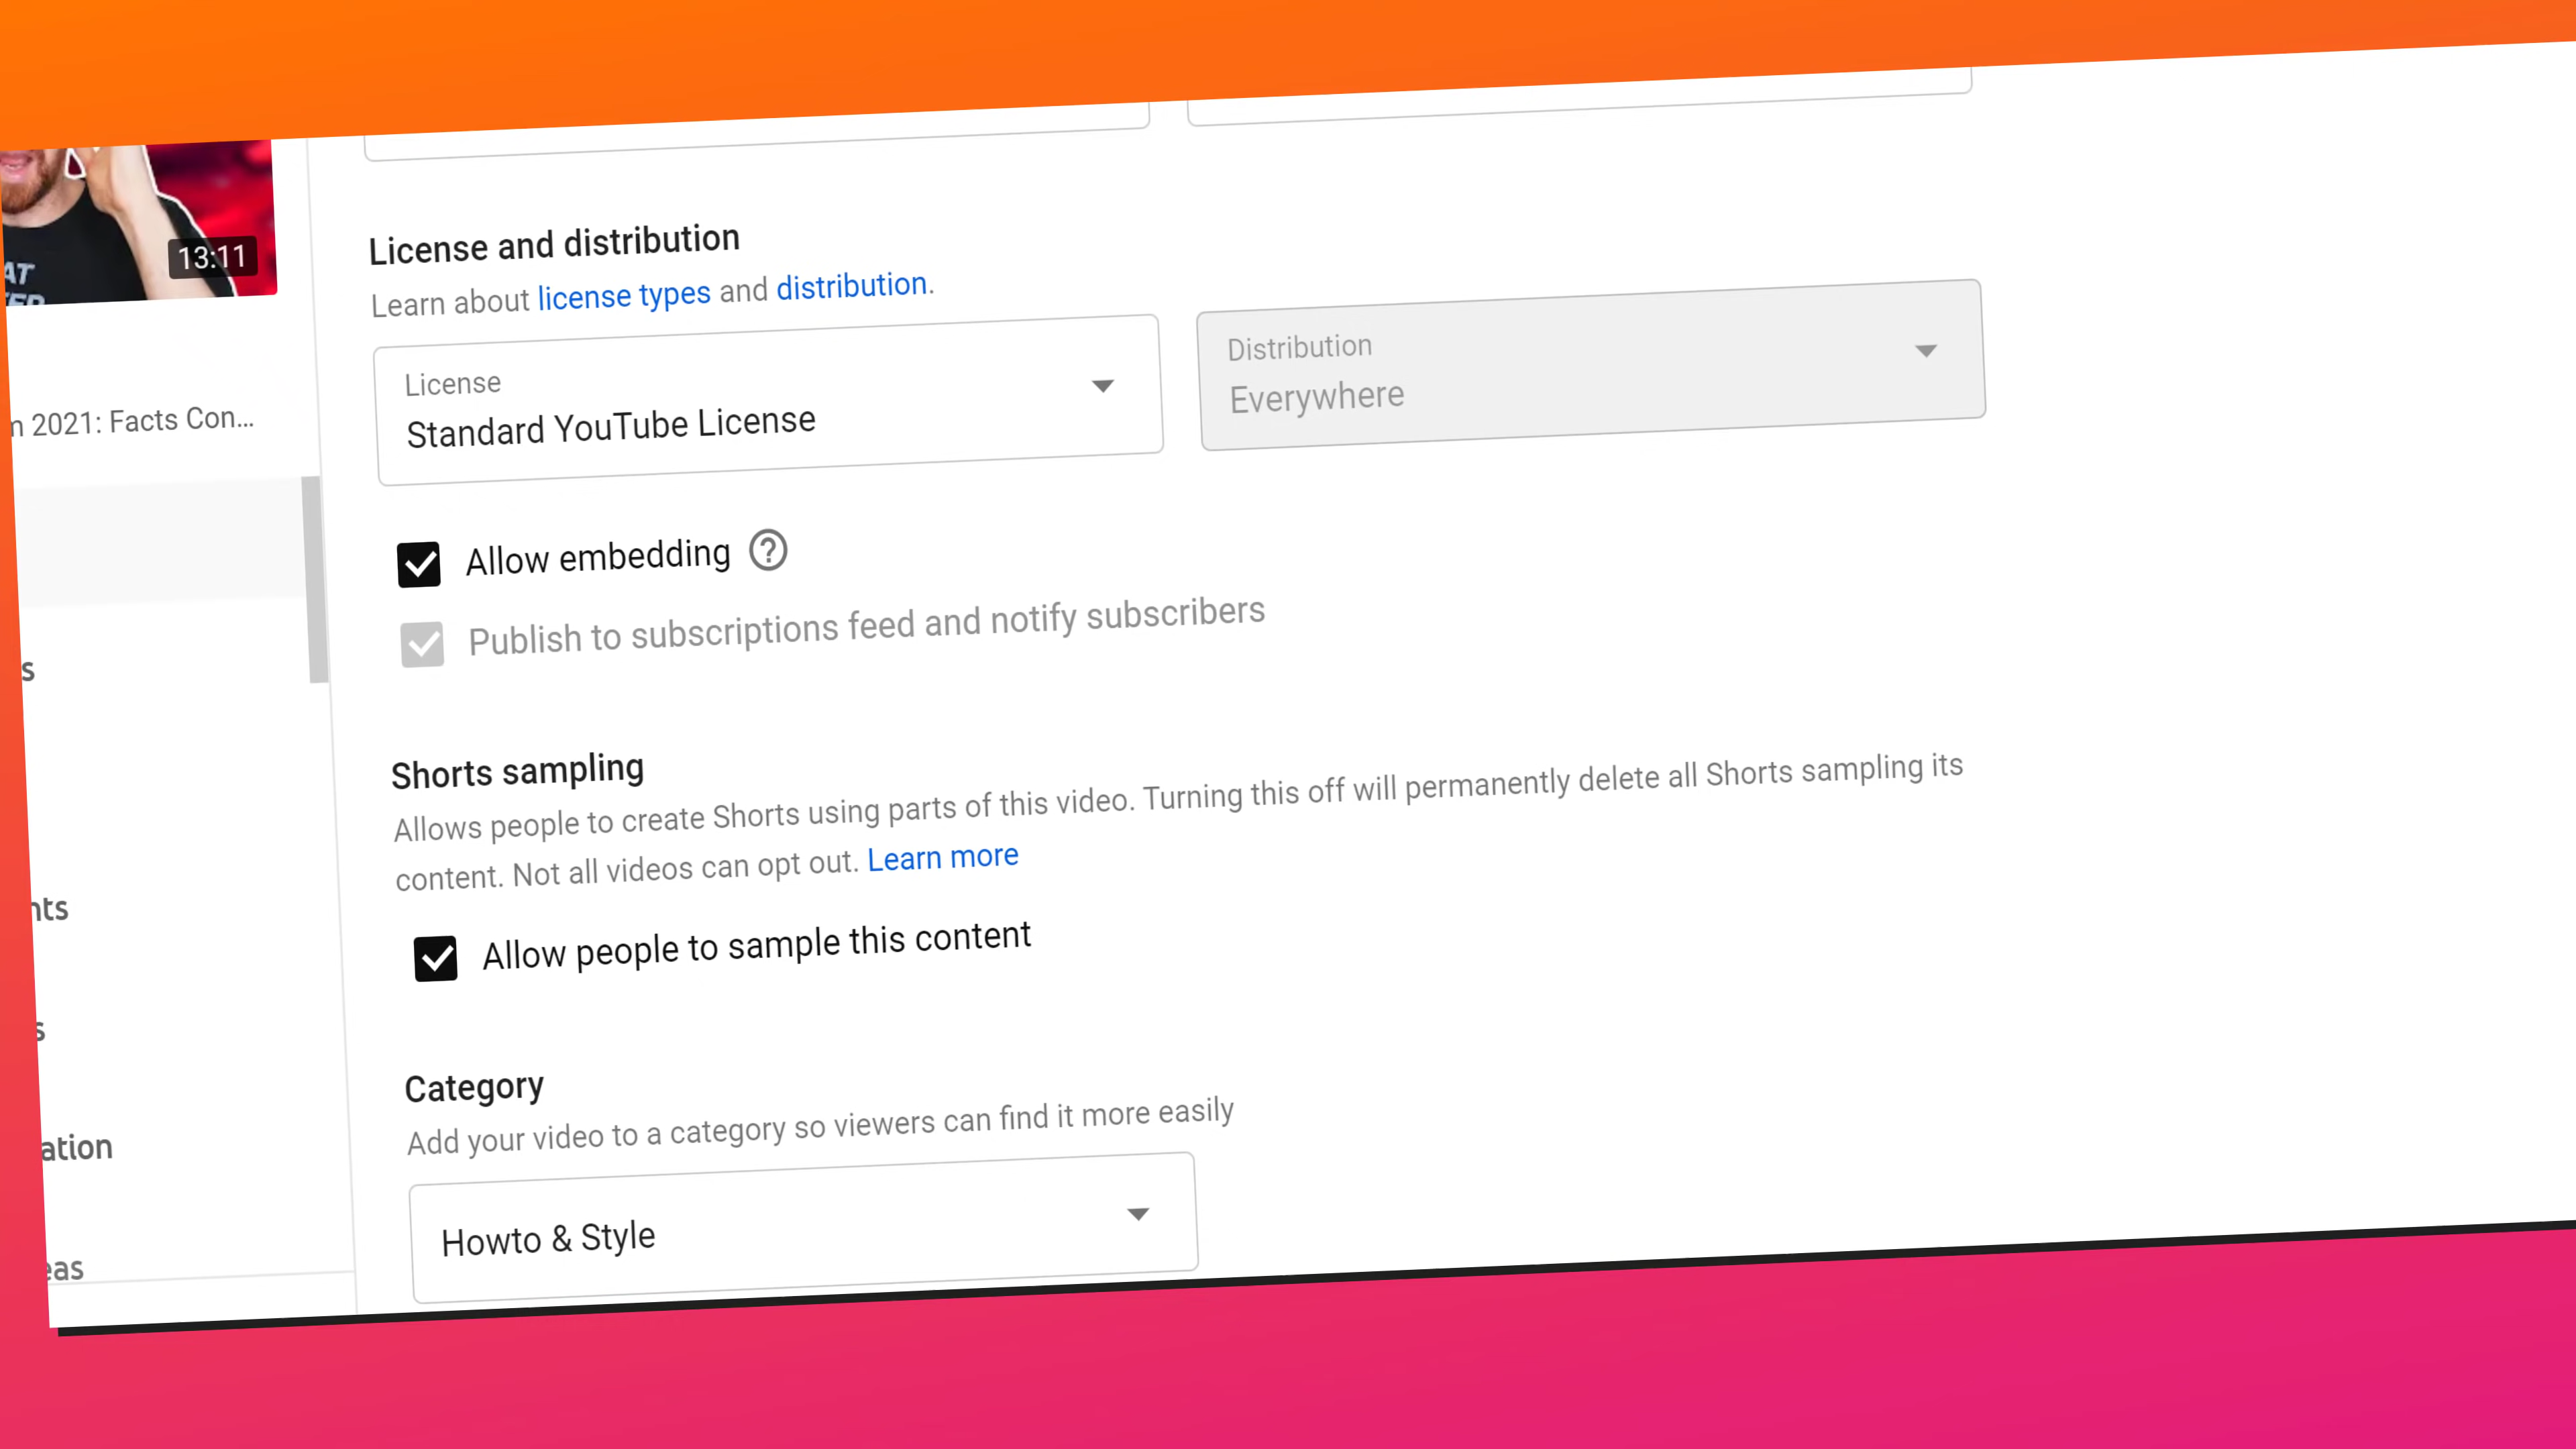 13:11
2021: Facts Con...
License and distribution
Learn about license types and distribution.
License
Standard YouTube License
Distribution
Everywhere
Allow embedding
Publish to subscriptions feed and notify subscribers
Shorts sampling
Allows people to create Shorts using parts of this video. Turning this off will permanently delete all Shorts sampling its
content. Not all videos can opt out. Learn more
Allow people to sample this content
Category
Add your video to a category so viewers can find it more easily
Howto & Style